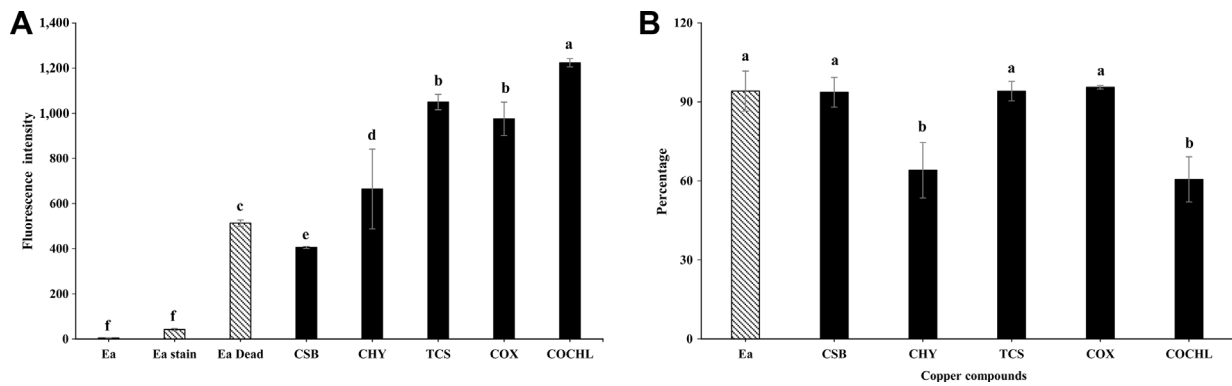 A
Fluorescence intensity
1,400
1,200
1,000
800
600
400
200
0
f
f
c
e
d
b
b
a
Ea
Ea stain
Ea Dead
CSB
CHY
TCS
COX
COCHL
B
Percentage
120
90
60
30
0
a
a
b
a
a
b
Ea
CSB
CHY
TCS
COX
COCHL
Copper compounds